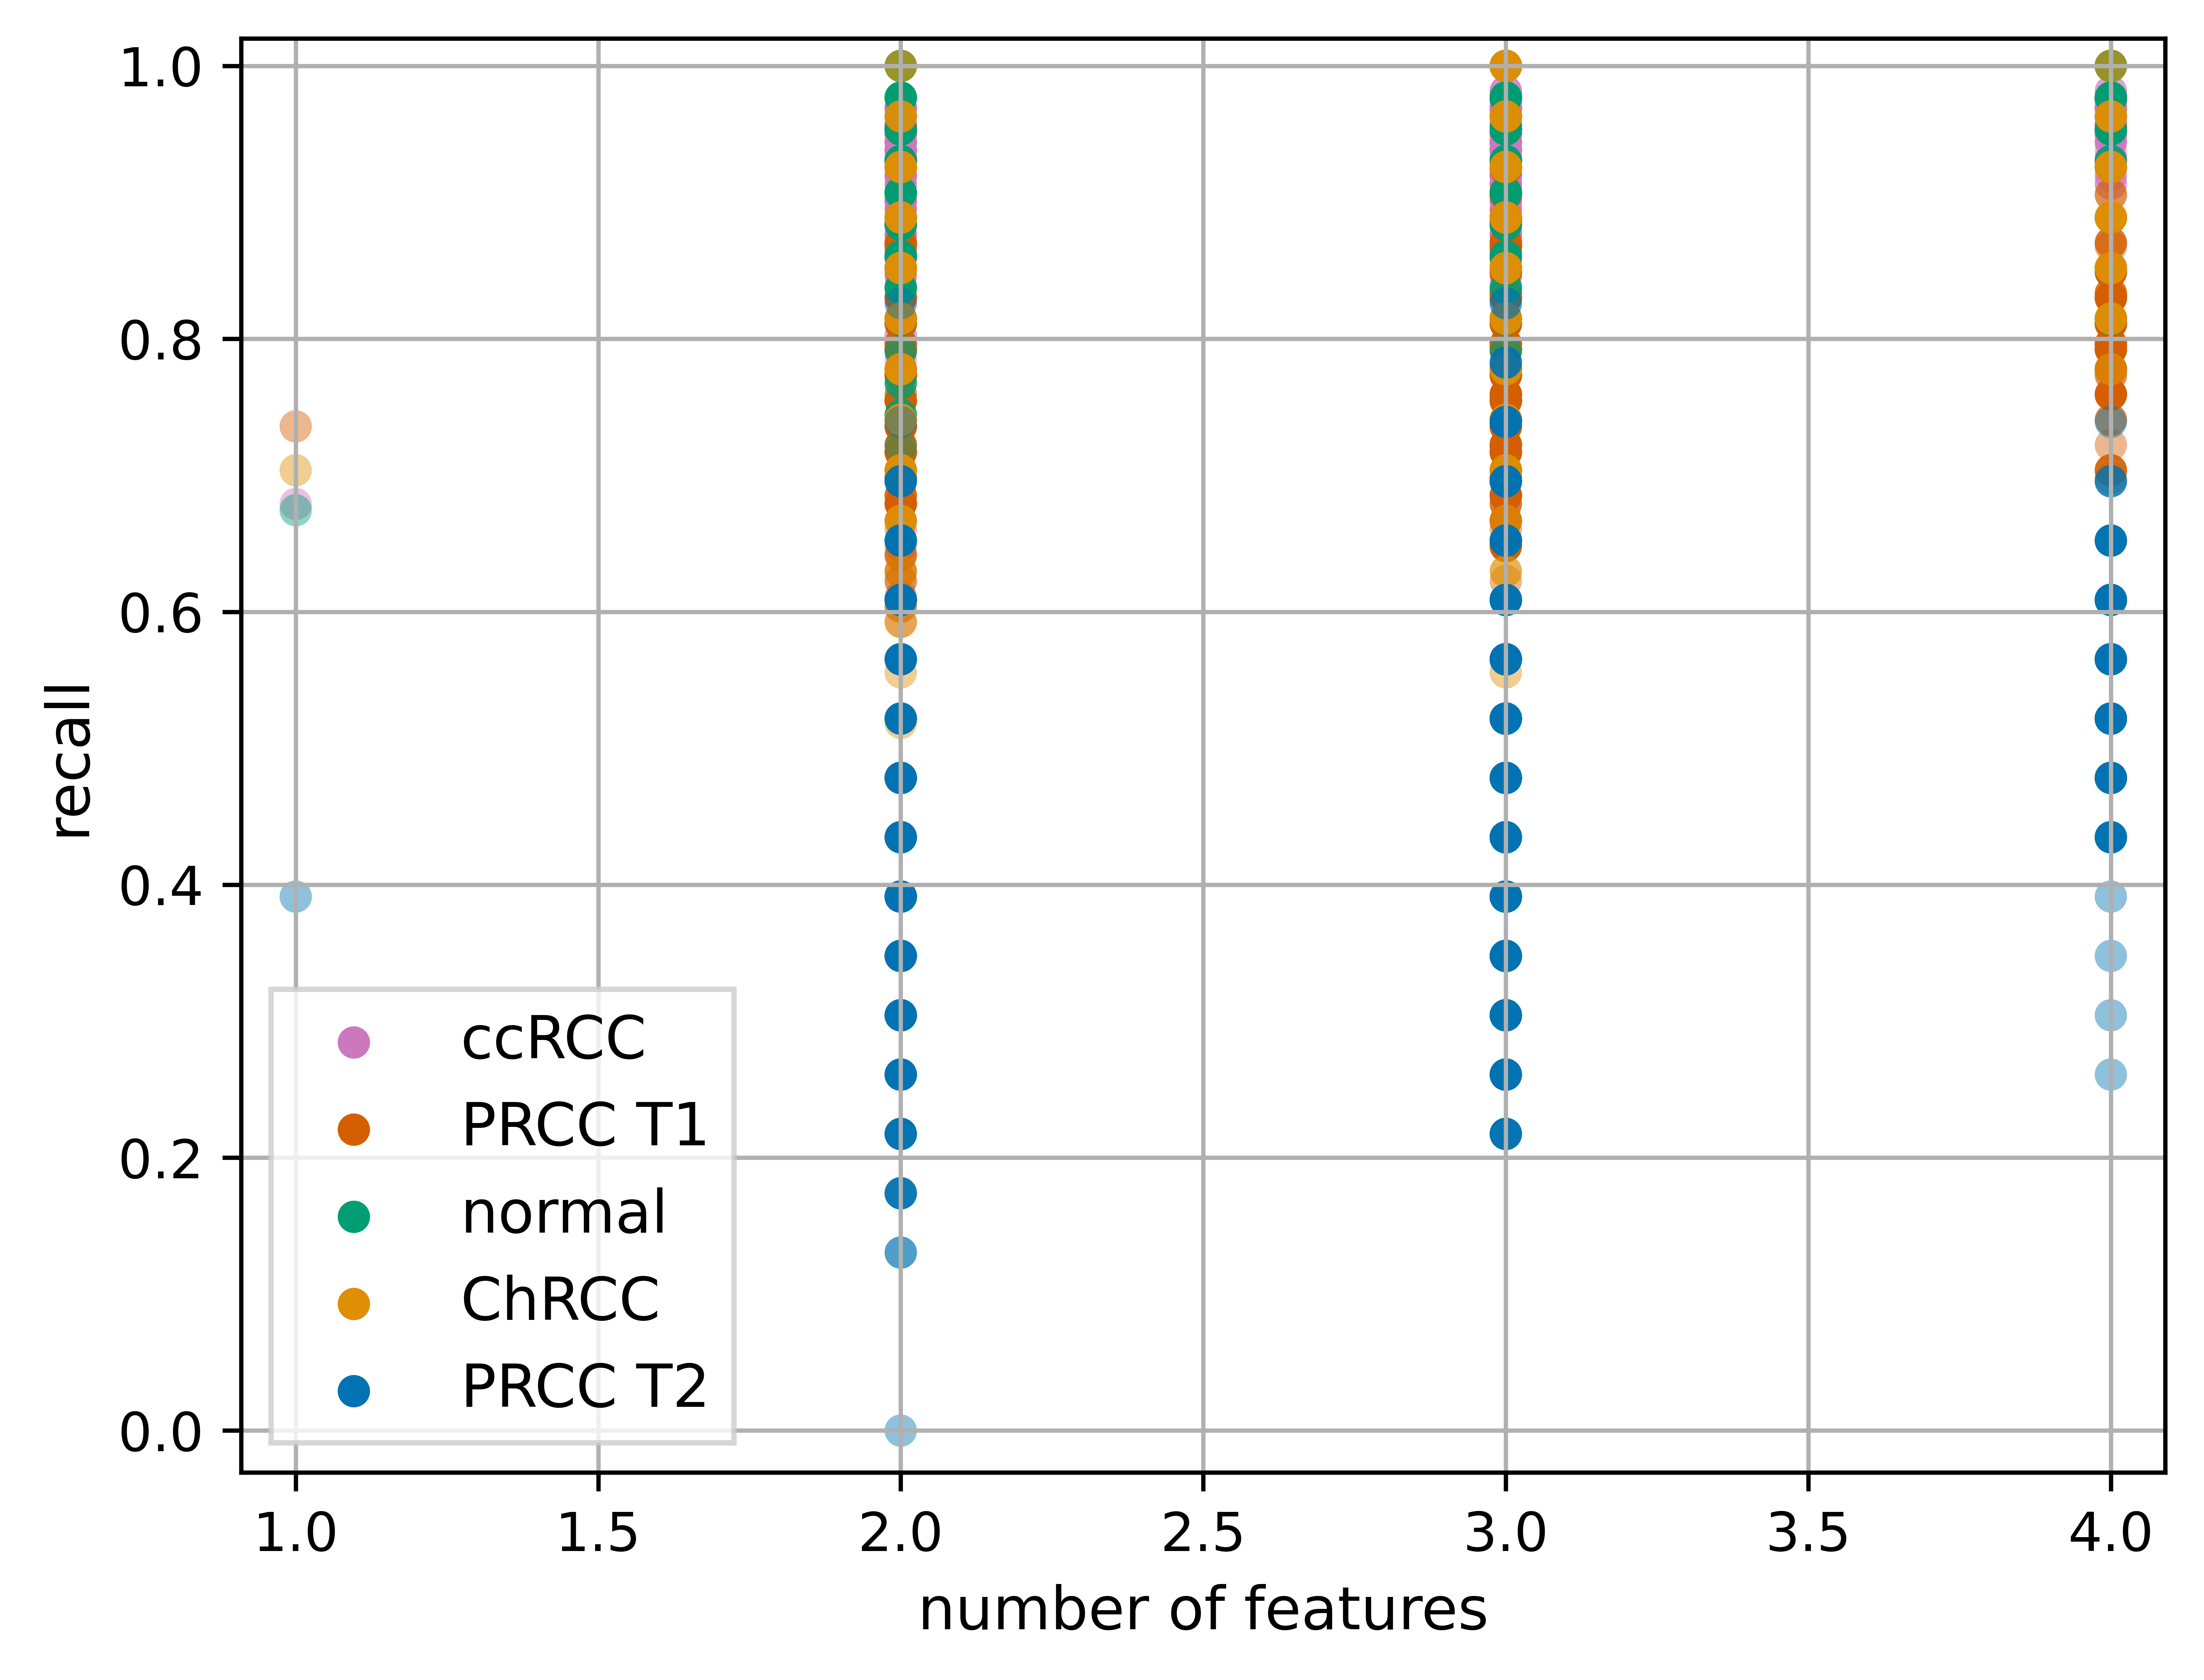 1.0
0.8
0.6
0.4
0.2
0.0
recall
ccRCC
PRCC T1
normal
ChRCC
PRCC T2
1.0 1.5 2.0 2.5 3.0 3.5 4.0
number of features